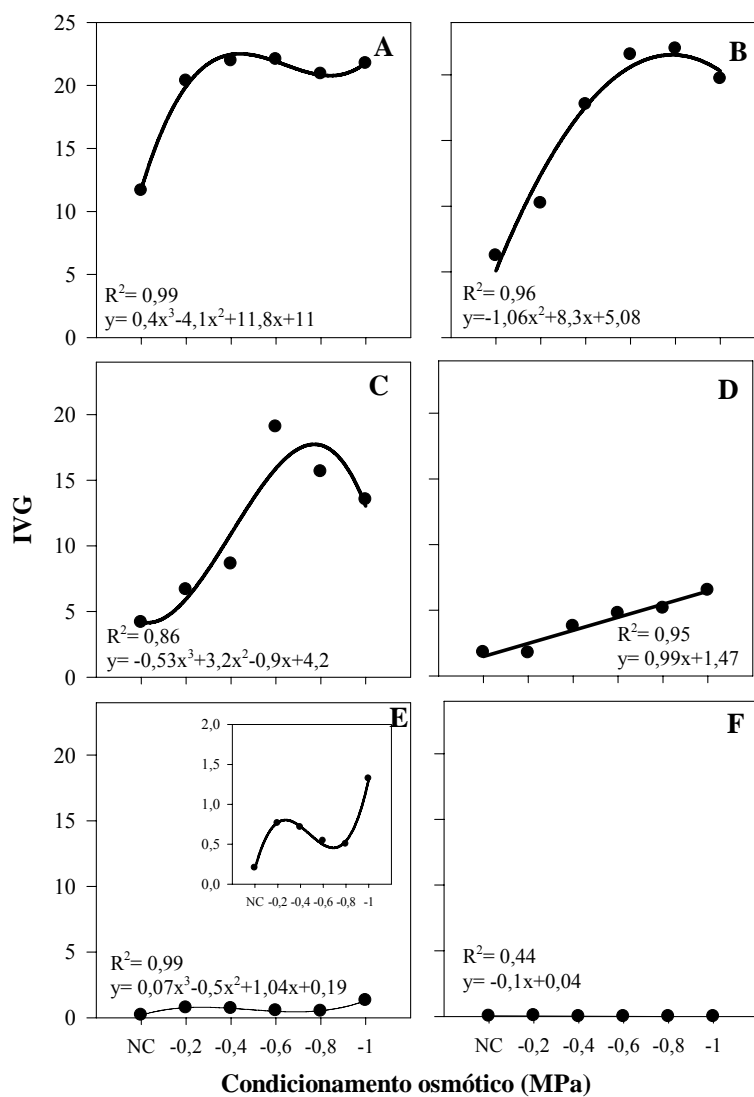 25
20
15
10
5
0
A
R²= 0,99
y= 0,4x³-4,1x²+11,8x+11
B
R²= 0,96
y=-1,06x²+8,3x+5,08
IVG
20
15
10
5
0
C
R²= 0,86
y= -0,53x³+3,2x²-0,9x+4,2
D
R²= 0,95
y= 0,99x+1,47
20
15
10
5
0
E
2,0
1,5
1,0
0,5
0,0
NC -0,2 -0,4 -0,6 -0,8 -1
R²= 0,99
y= 0,07x³-0,5x²+1,04x+0,19
NC -0,2 -0,4 -0,6 -0,8 -1
F
R²= 0,44
y= -0,1x+0,04
NC -0,2 -0,4 -0,6 -0,8 -1
Condicionamento osmótico (MPa)